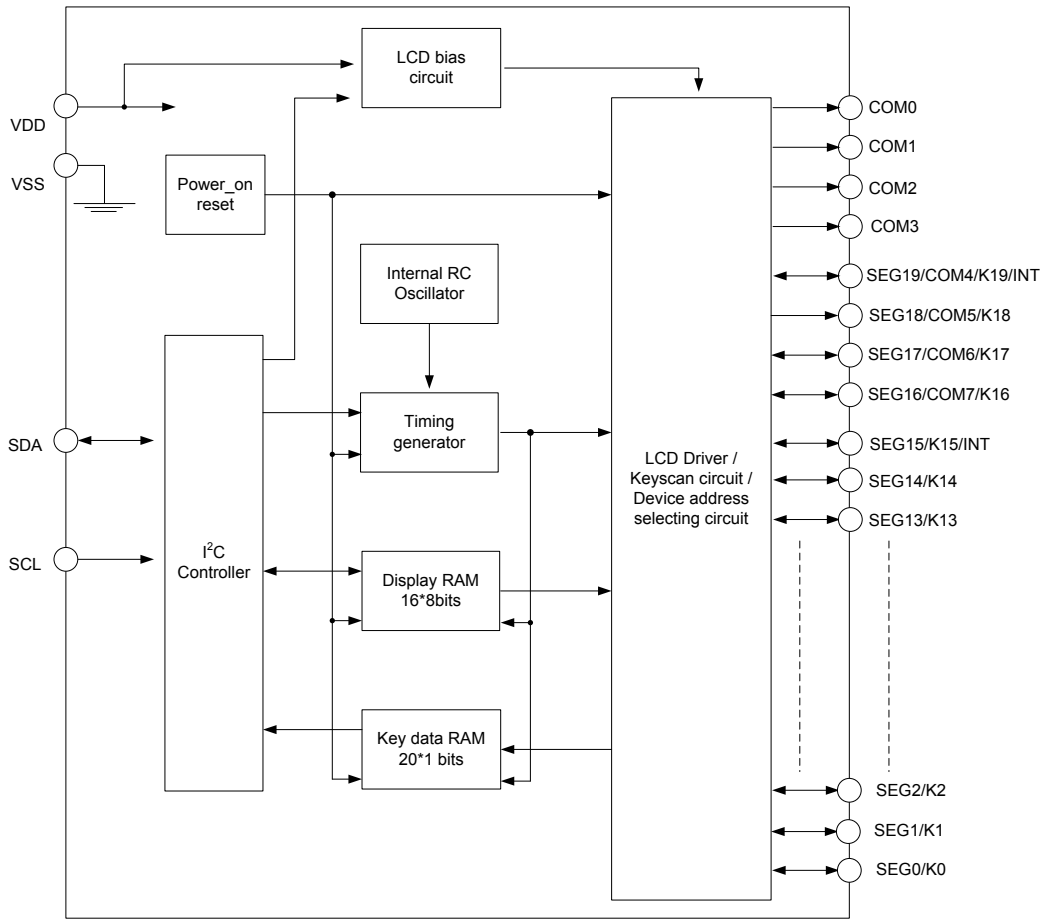 LCD bias
circuit
VDD
VSS
Power_on
reset
Internal RC
Oscillator
Timing
generator
SDA
SCL
I²C
Controller
Display RAM
16*8bits
Key data RAM
20*1 bits
LCD Driver /
Keyscan circuit /
Device address
selecting circuit
COM0
COM1
COM2
COM3
SEG19/COM4/K19/INT
SEG18/COM5/K18
SEG17/COM6/K17
SEG16/COM7/K16
SEG15/K15/INT
SEG14/K14
SEG13/K13
SEG2/K2
SEG1/K1
SEG0/K0